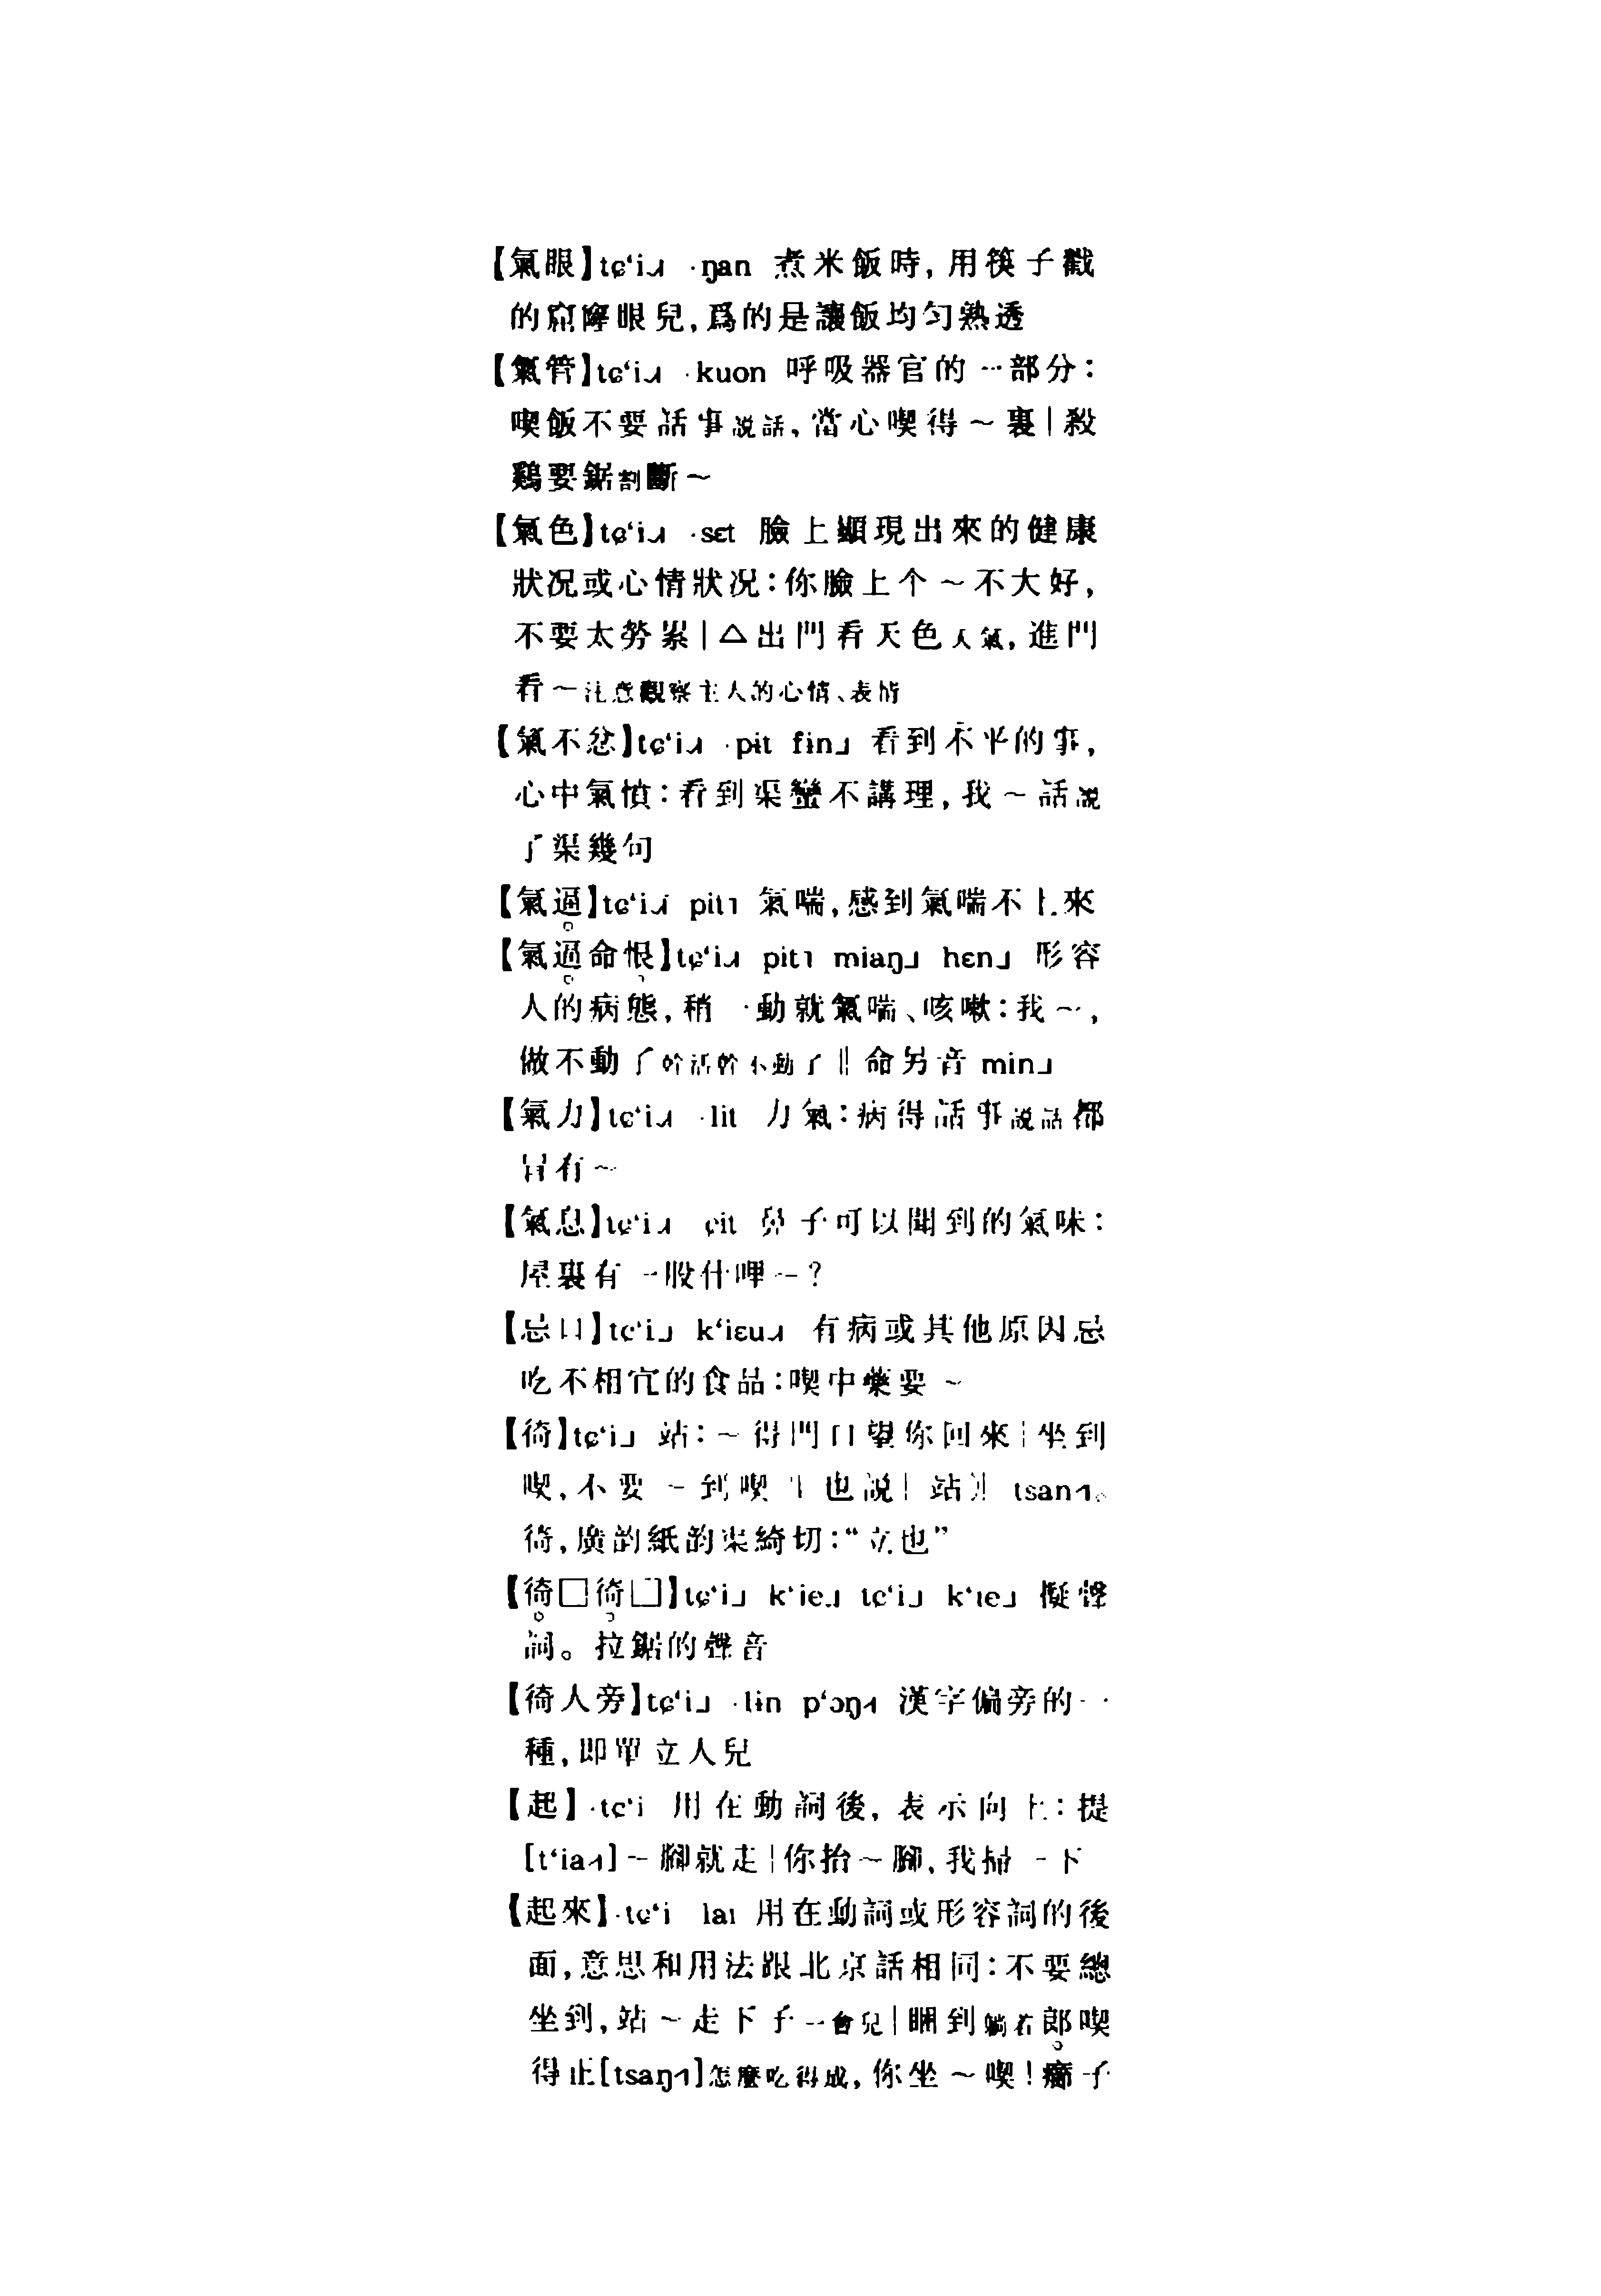 【氣眼】tɕʻi˩˧ ·ŋan 煮米飯時,用筷子戳
的窟窿眼兒,爲的是讓飯均匀熟透
【氣管】tɕʻi˩˧ ·kuon 呼吸器官的一部分:
喫飯不要話事説話,當心喫得～裏|殺
鷄要鋸割斷～
【氣色】tɕʻi˩˧ ·sɛt 臉上顯現出來的健康
狀况或心情狀况:你臉上个～不大好,
不要太勞累|△出門看天色天氣,進門
看～注意觀察主人的心情、表情
【氣不忿】tɕʻi˩˧ ·pit fin˩ 看到不平的事,
心中氣憤:看到渠蠻不講理,我～話説
了渠幾句
【氣逼】tɕʻi˩˧ pit˥ 氣喘,感到氣喘不上來
【氣逼命恨】tɕʻi˩˧ pit˥ miaŋ˩ hɛn˩ 形容
人的病態,稍一動就氣喘、咳嗽:我～,
做不動了幹活幹不動了‖命另音 min˩
【氣力】tɕʻi˩˧ ·lit 力氣:病得話事説話都
冇有～
【氣息】tɕʻi˩˧ ɕit 鼻子可以聞到的氣味:
屋裏有一股什呷～?
【忌口】tɕʻi˩ kʻiɛu˩˧ 有病或其他原因忌
吃不相宜的食品:喫中藥要～
【徛】tɕʻi˩ 站:～得門口望你回來|坐到
喫,不要～到喫‖也説|站〗tsan˧˥。
徛,廣韵紙韵渠綺切:“立也”
【徛□徛□】tɕʻi˩ kʻie˩ tɕʻi˩ kʻie˩ 擬聲
詞。拉鋸的聲音
【徛人旁】tɕʻi˩ ·lin pʻɔŋ˧˥ 漢字偏旁的一
種,即單立人兒
【起】·tɕʻi 用在動詞後,表示向上:提
[tʻia˧˥]～脚就走|你抬～脚,我掃一下
【起來】·tɕʻi lai 用在動詞或形容詞的後
面,意思和用法跟北京話相同:不要總
坐到,站～走下子一會兒|睏到躺着郎喫
得正[tsaŋ˧˥]怎麽吃得成,你坐～喫!癤子